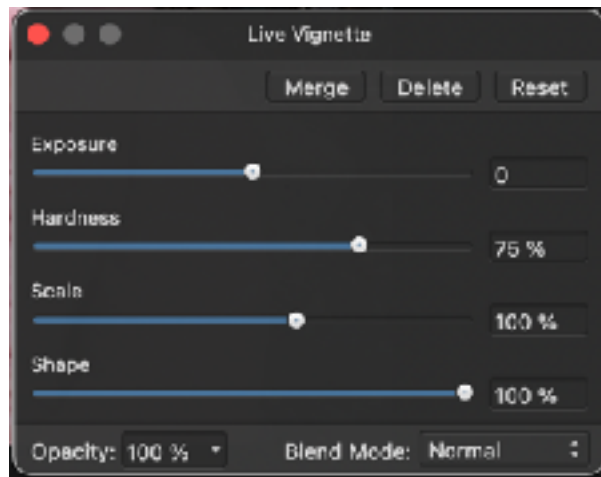 Live Vignette
Merge Delete Reset
Exposure
0
Hardness
75 %
Scale
100 %
Shape
100 %
Opacity: 100 % Blend Mode: Normal